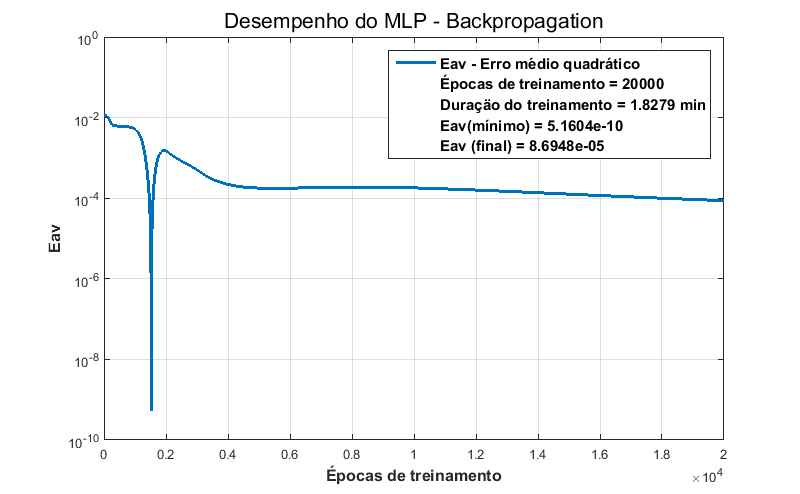 Desempenho do MLP - Backpropagation
10^0
10^-2
10^-4
10^-6
10^-8
10^-10
Eav
Eav - Erro médio quadrático
Épocas de treinamento = 20000
Duração do treinamento = 1.8279 min
Eav(mínimo) = 5.1604e-10
Eav (final) = 8.6948e-05
0 0.2 0.4 0.6 0.8 1 1.2 1.4 1.6 1.8 2
Épocas de treinamento
×10^4